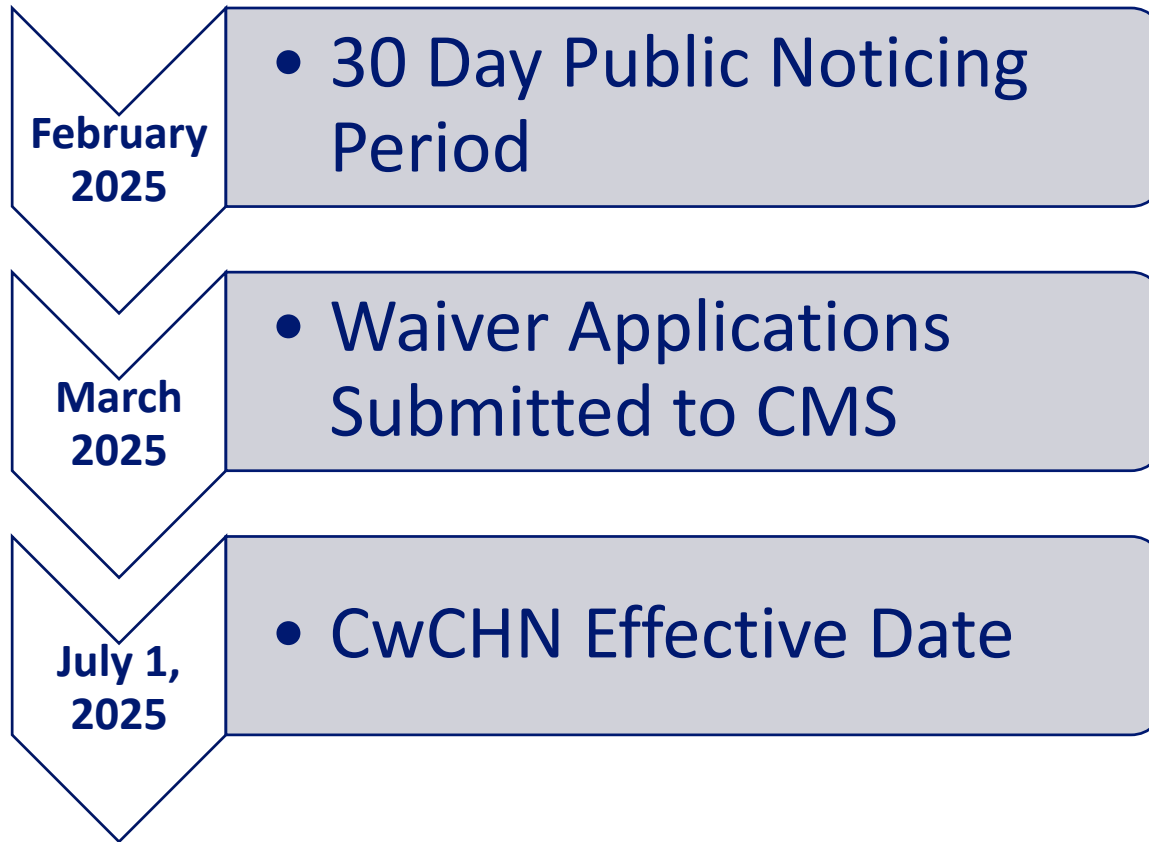 February
2025
• 30 Day Public Noticing
Period
March
2025
• Waiver Applications
Submitted to CMS
July 1,
2025
• CwCHN Effective Date